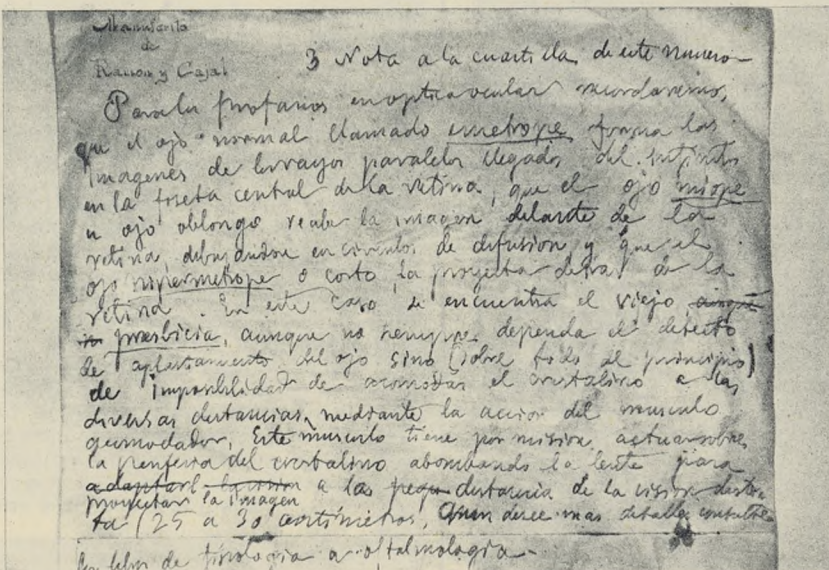 Manuscrito
de
Ramon y Cajal
3 Nota a la cuartilla de este numero
Para los profanos en optica ocular recordaremos,
que el ojo normal llamado emetrope forma las
imagenes de los rayos paralelos llegados del infinito
en la foseta central de la retina, que el ojo miope
u ojo oblongo recibe la imagen delante de la
retina dibujandose en circulos de difusion y que el
ojo hipermetrope o corto, la proyecta detras de la
retina. En este caso se encuentra el viejo
presbicia, aunque no siempre dependa el defecto
de aplastamiento del ojo sino (sobre todo al principio)
de imposibilidad de acomodar el cristalino a las
diversas distancias, mediante la accion del musculo
acomodador. Este musculo tiene por mision actuar sobre
la periferia del cristalino abombando la lente para
proyectar la imagen
a las distancia de la vision
ta (25 a 30 centimetros. Quien desee mas detalles consulte
libro de fisiologia o oftalmologia.